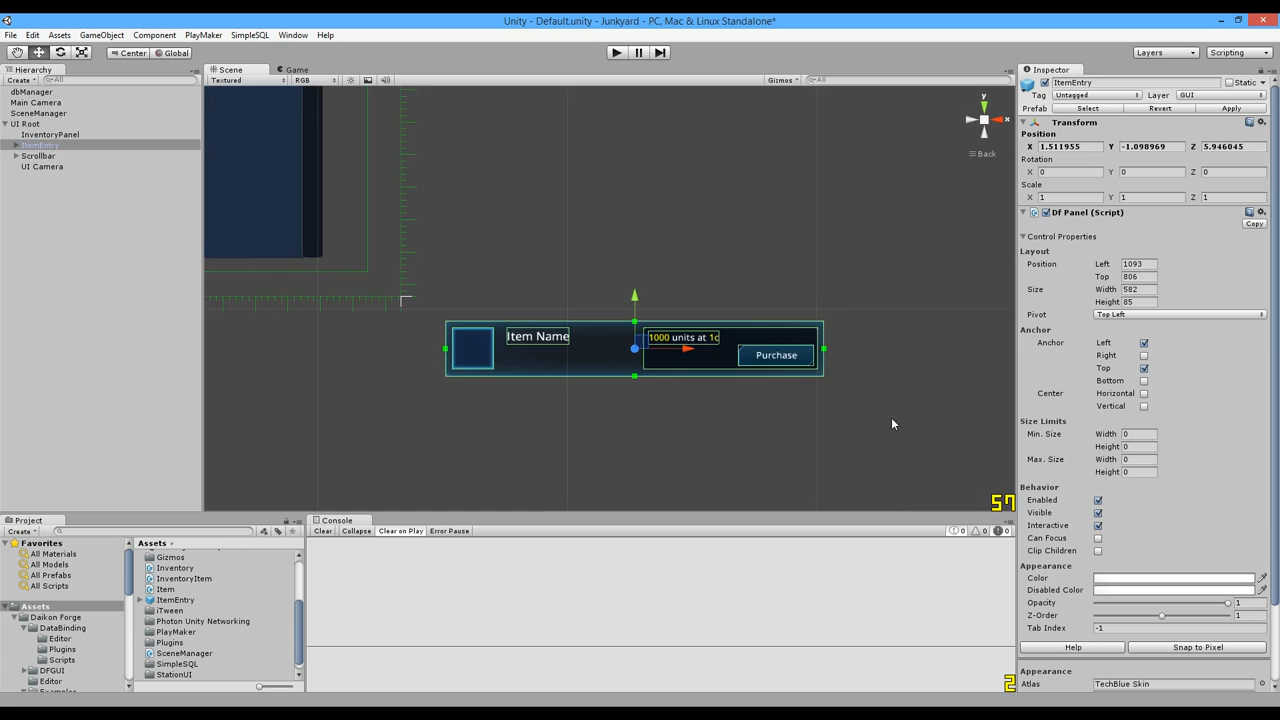 Unity - Default.unity - Junkyard - PC, Mac & Linux Standalone*
File Edit Assets GameObject Component PlayMaker SimpleSQL Window Help
Center Global Layers Scripting
Hierarchy
Create All
dbManager
Main Camera
SceneManager
UI Root
InventoryPanel
ItemEntry
Scrollbar
UI Camera
Scene Game
Textured RGB Gizmos All
y
x
Back
Item Name
1000 units at 1c
Purchase
57
Inspector
ItemEntry Static
Tag Untagged Layer GUI
Prefab Select Revert Apply
Transform
Position
X 1.511955 Y -1.098969 Z 5.946045
Rotation
X 0 Y 0 Z 0
Scale
X 1 Y 1 Z 1
Df Panel (Script)
Copy
Control Properties
Layout
Position Left 1093
Top 806
Size Width 582
Height 85
Pivot Top Left
Anchor
Anchor Left
Right
Top
Bottom
Center Horizontal
Vertical
Size Limits
Min. Size Width 0
Height 0
Max. Size Width 0
Height 0
Behavior
Enabled
Visible
Interactive
Can Focus
Clip Children
Appearance
Color
Disabled Color
Opacity 1
Z-Order 1
Tab Index -1
Help Snap to Pixel
Appearance
Atlas TechBlue Skin
Project
Create
Favorites
All Materials
All Models
All Prefabs
All Scripts
Assets
Daikon Forge
DataBinding
Editor
Plugins
Scripts
DFGUI
Editor
Examples
Assets
Gizmos
Inventory
InventoryItem
Item
ItemEntry
iTween
Photon Unity Networking
PlayMaker
Plugins
SceneManager
SimpleSQL
StationUI
Console
Clear Collapse Clear on Play Error Pause 0 0 0
2